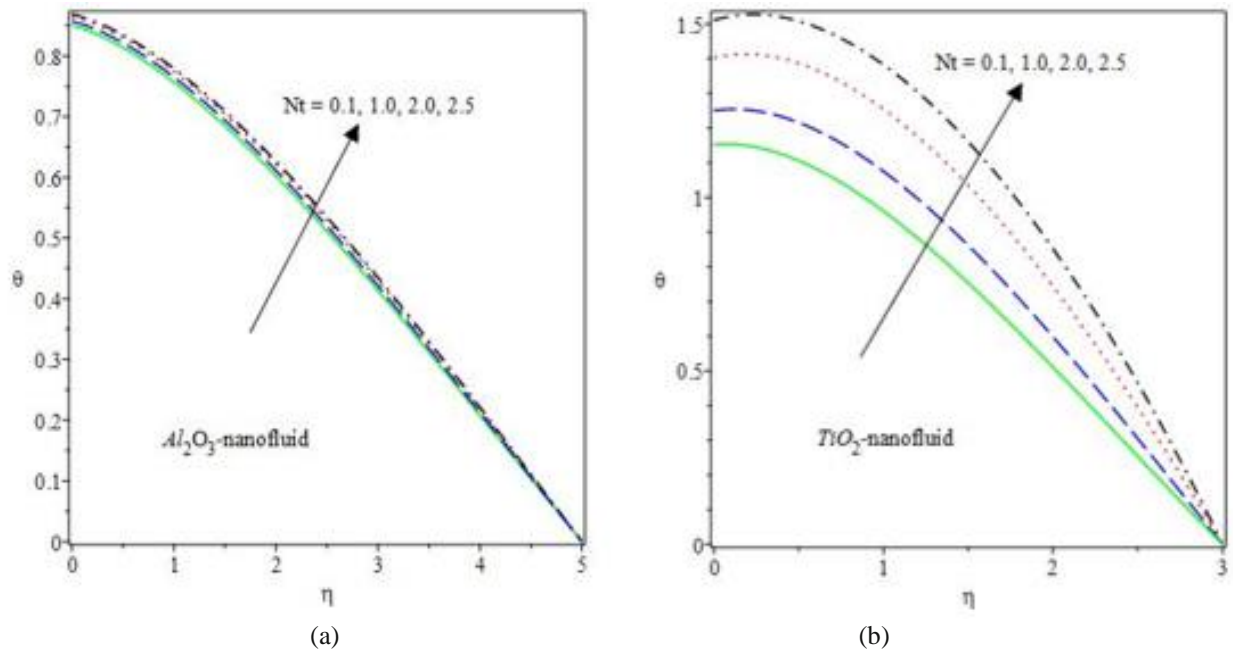 0.8
0.7
0.6
0.5
0.4
0.3
0.2
0.1
0
θ
Nt = 0.1, 1.0, 2.0, 2.5
Al₂O₃-nanofluid
0 1 2 3 4 5
η
(a)
1.5
1
0.5
0
θ
Nt = 0.1, 1.0, 2.0, 2.5
TiO₂-nanofluid
0 1 2 3
η
(b)